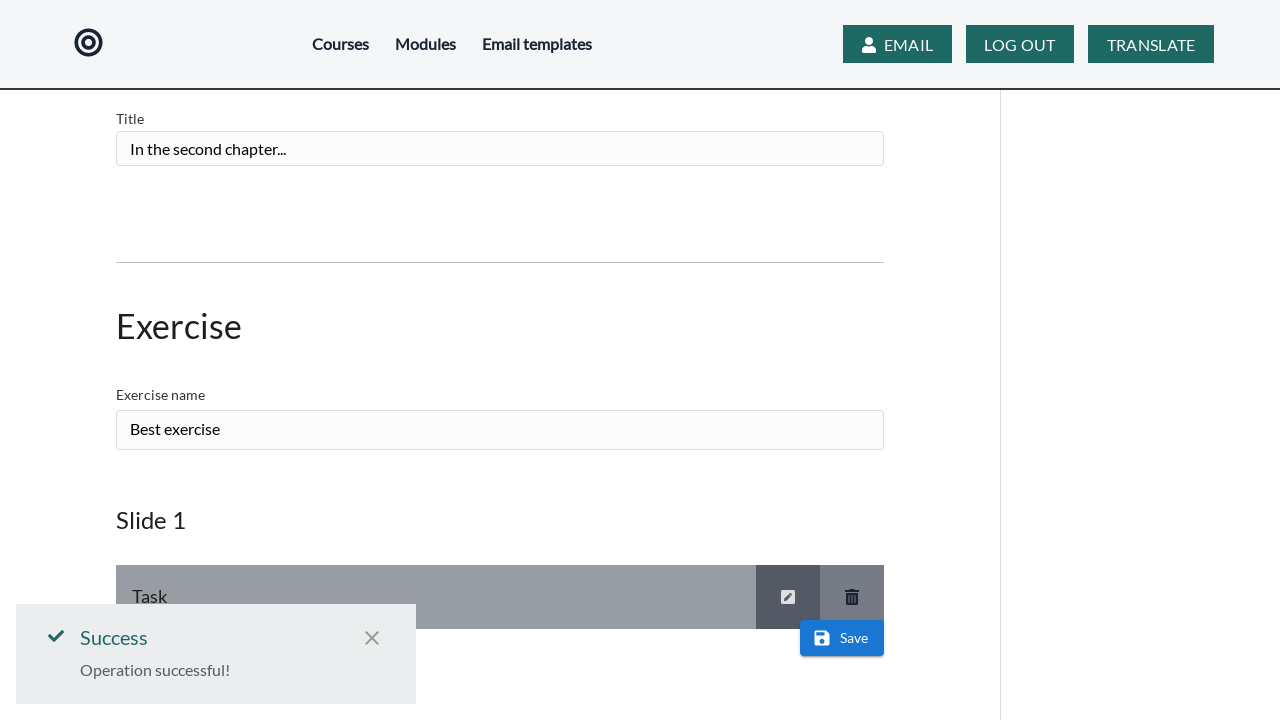 Courses Modules Email templates EMAIL LOG OUT TRANSLATE
Title
In the second chapter...
Exercise
Exercise name
Best exercise
Slide 1
Task
Success
Save
Operation successful!